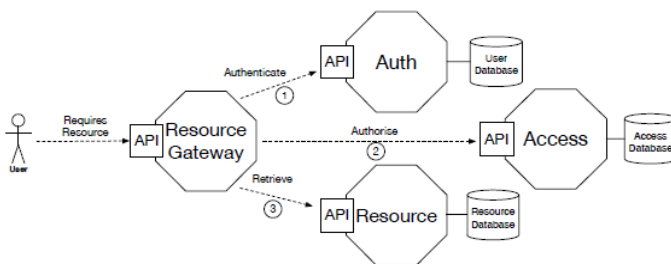 API
Auth
User
Database
Authenticate
1
Requires
Resource
User
API
Resource
Gateway
Authorise
2
API
Access
Access
Database
Retrieve
3
API
Resource
Resource
Database